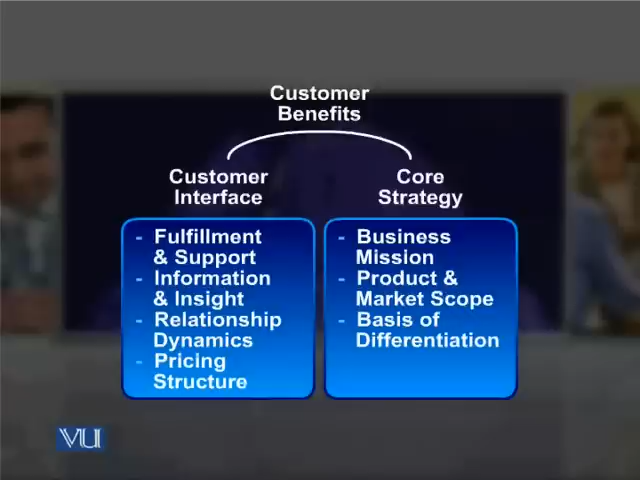 Customer
Benefits
Customer
Interface
Core
Strategy
- Fulfillment
& Support
- Information
& Insight
- Relationship
Dynamics
- Pricing
Structure
- Business
Mission
- Product &
Market Scope
- Basis of
Differentiation
VU